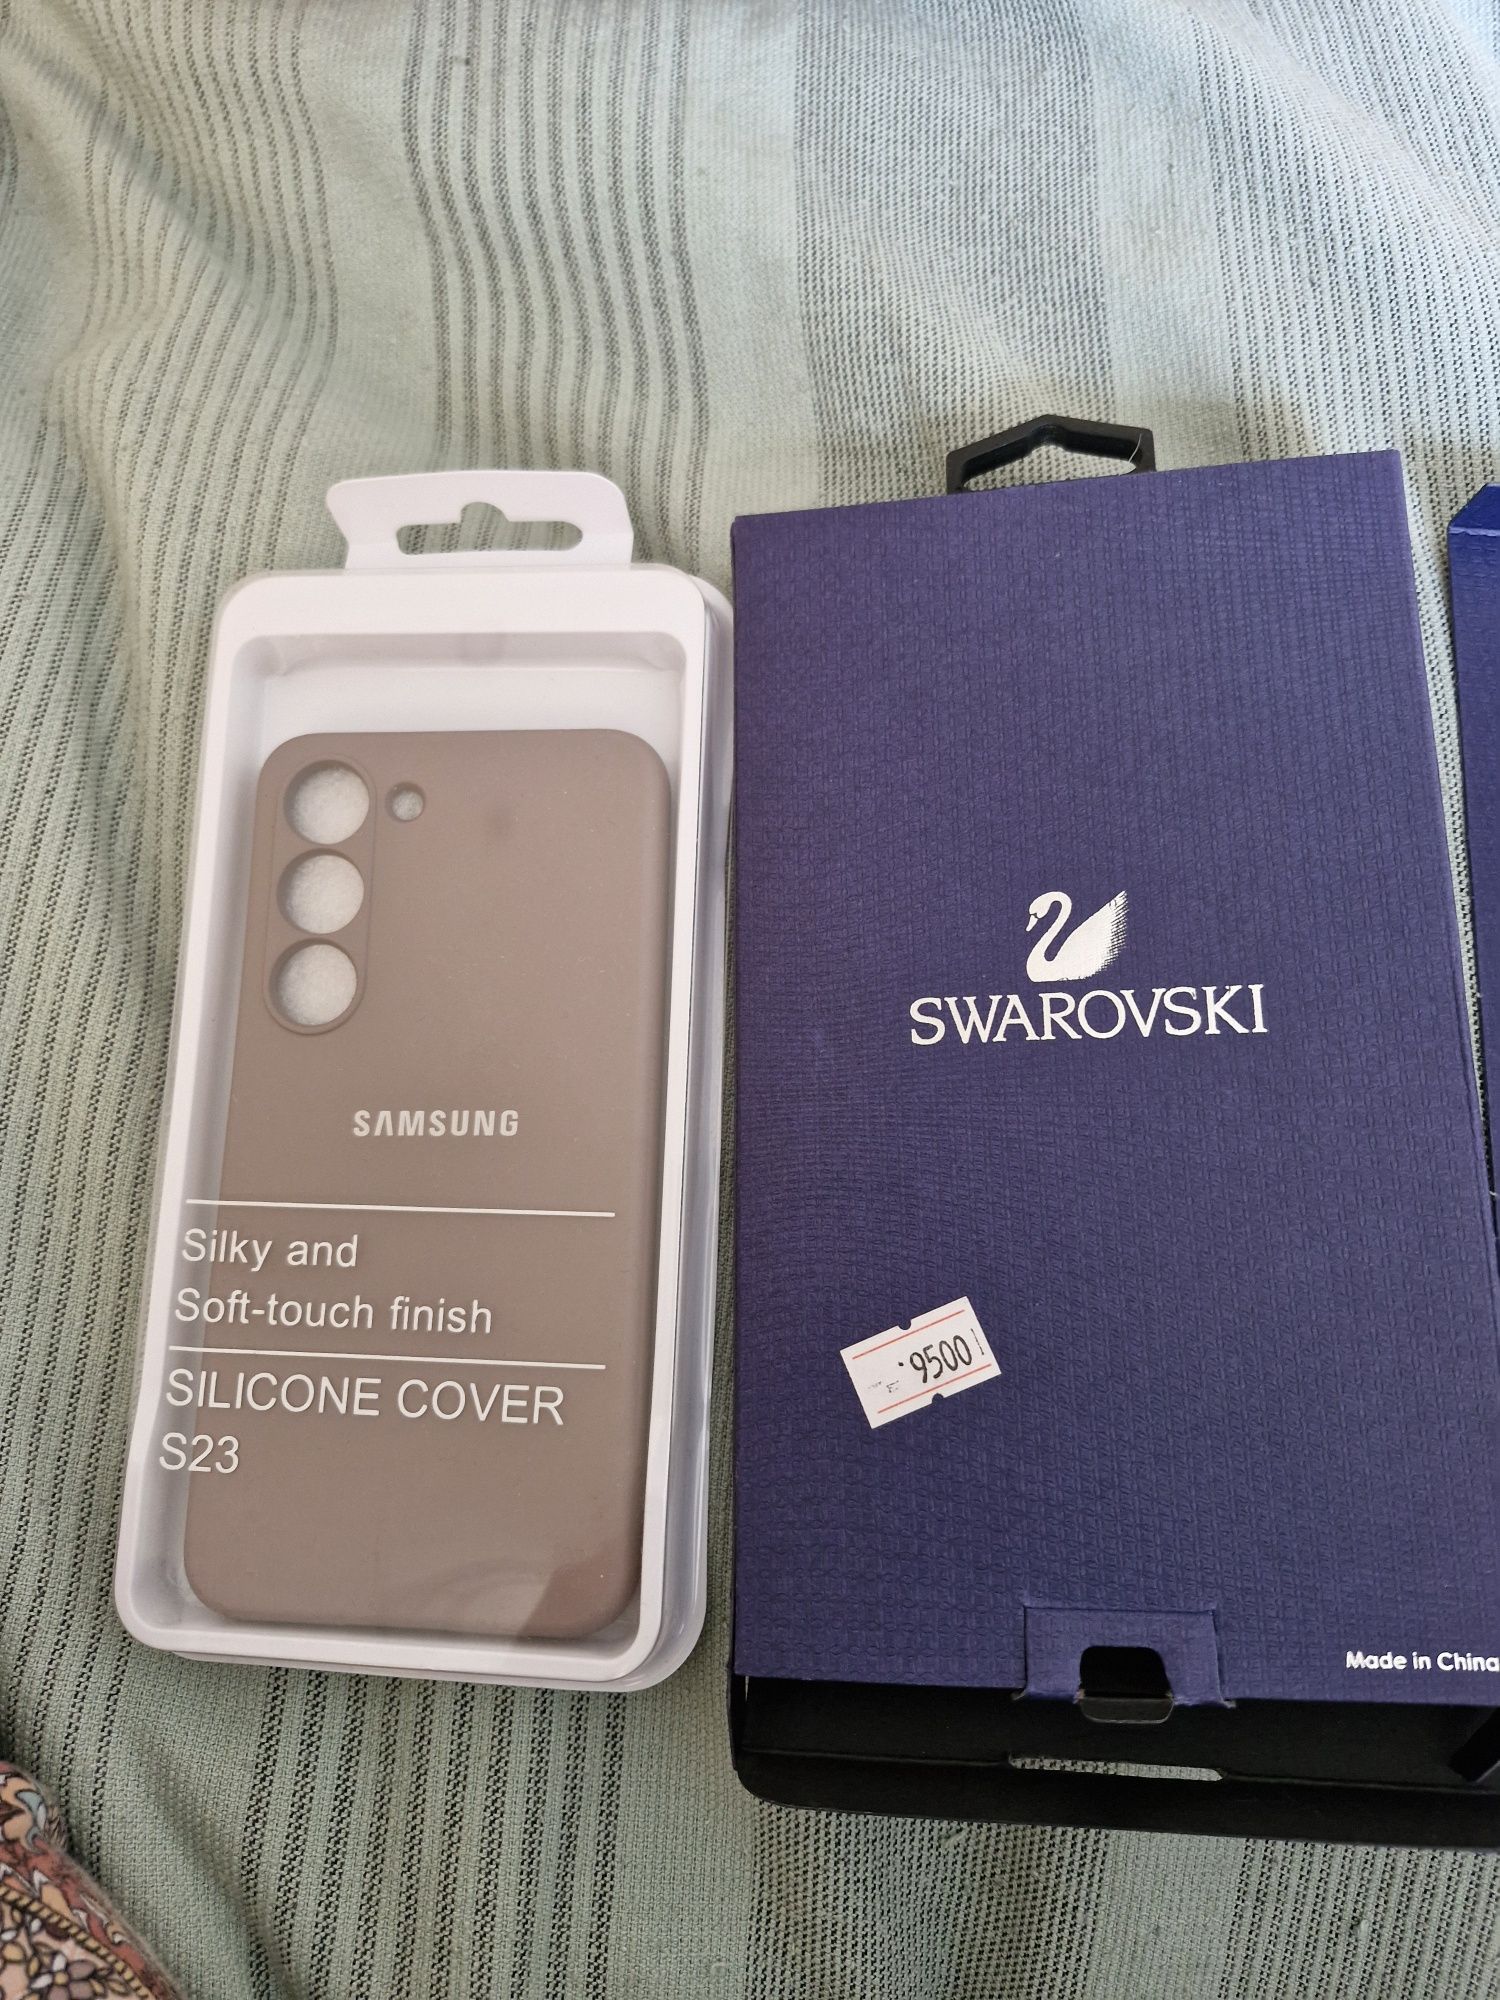 SAMSUNG
Silky and
Soft-touch finish
SILICONE COVER
S23
SWAROVSKI
9500
Made in China